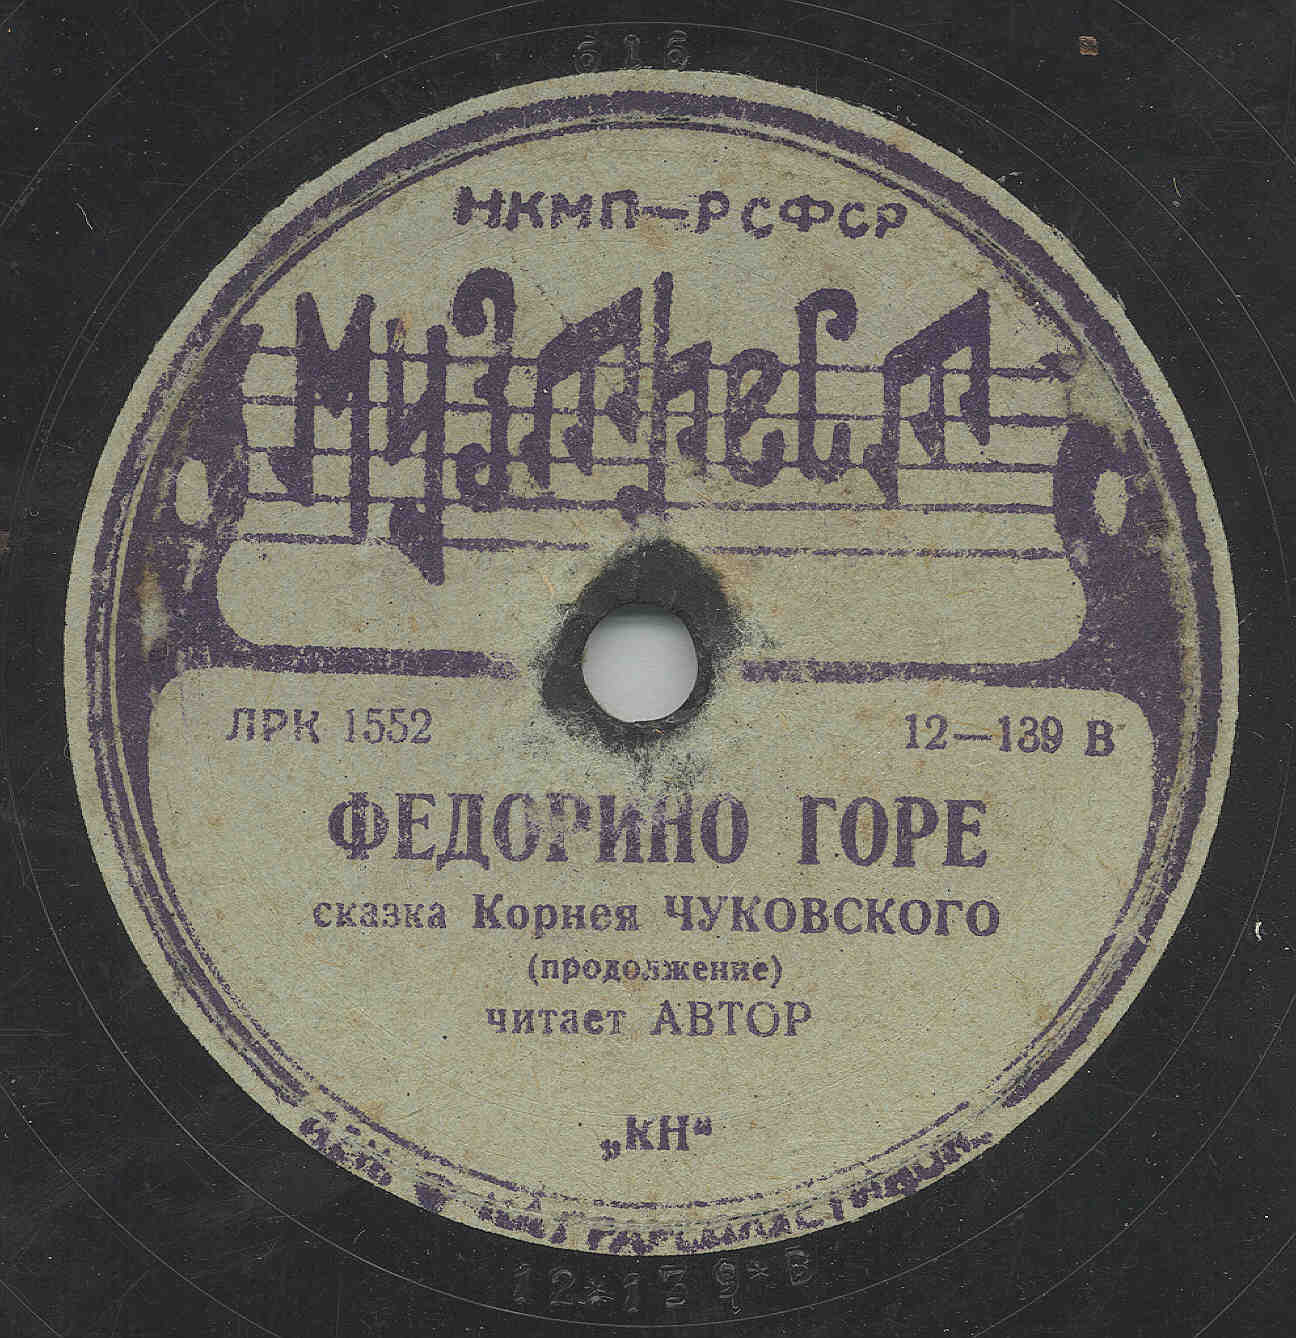 616
НКМП—РСФСР
Музтрест
ЛРК 1552
12—139 В
ФЕДОРИНО ГОРЕ
сказка Корнея ЧУКОВСКОГО
(продолжение)
читает АВТОР
„КН“
12*139*В